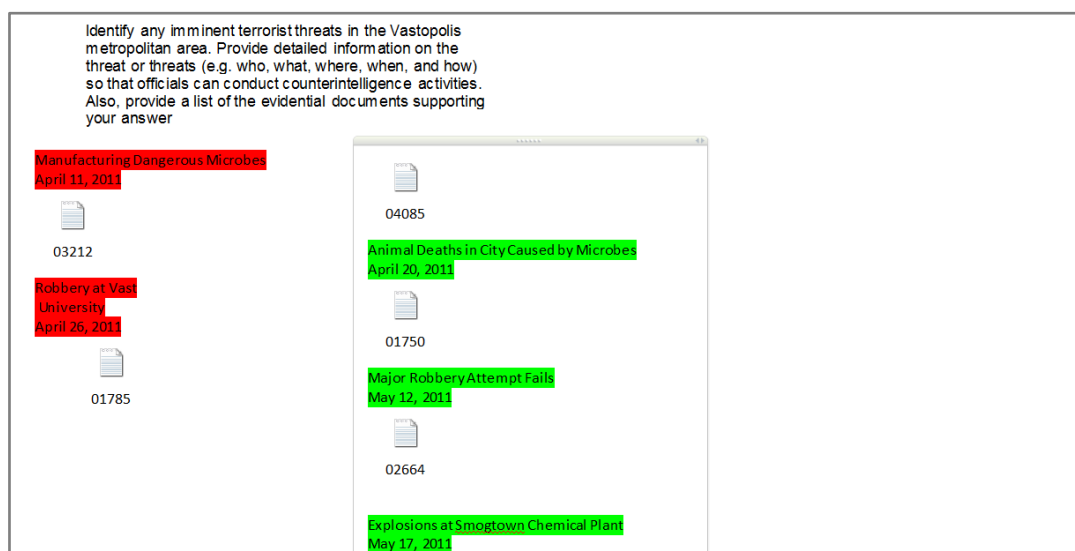 Identify any imminent terrorist threats in the Vastopolis
metropolitan area. Provide detailed information on the
threat or threats (e.g. who, what, where, when, and how)
so that officials can conduct counterintelligence activities.
Also, provide a list of the evidential documents supporting
your answer
Manufacturing Dangerous Microbes
April 11, 2011
03212
Robbery at Vast
University
April 26, 2011
01785
04085
Animal Deaths in City Caused by Microbes
April 20, 2011
01750
Major Robbery Attempt Fails
May 12, 2011
02664
Explosions at Smogtown Chemical Plant
May 17, 2011